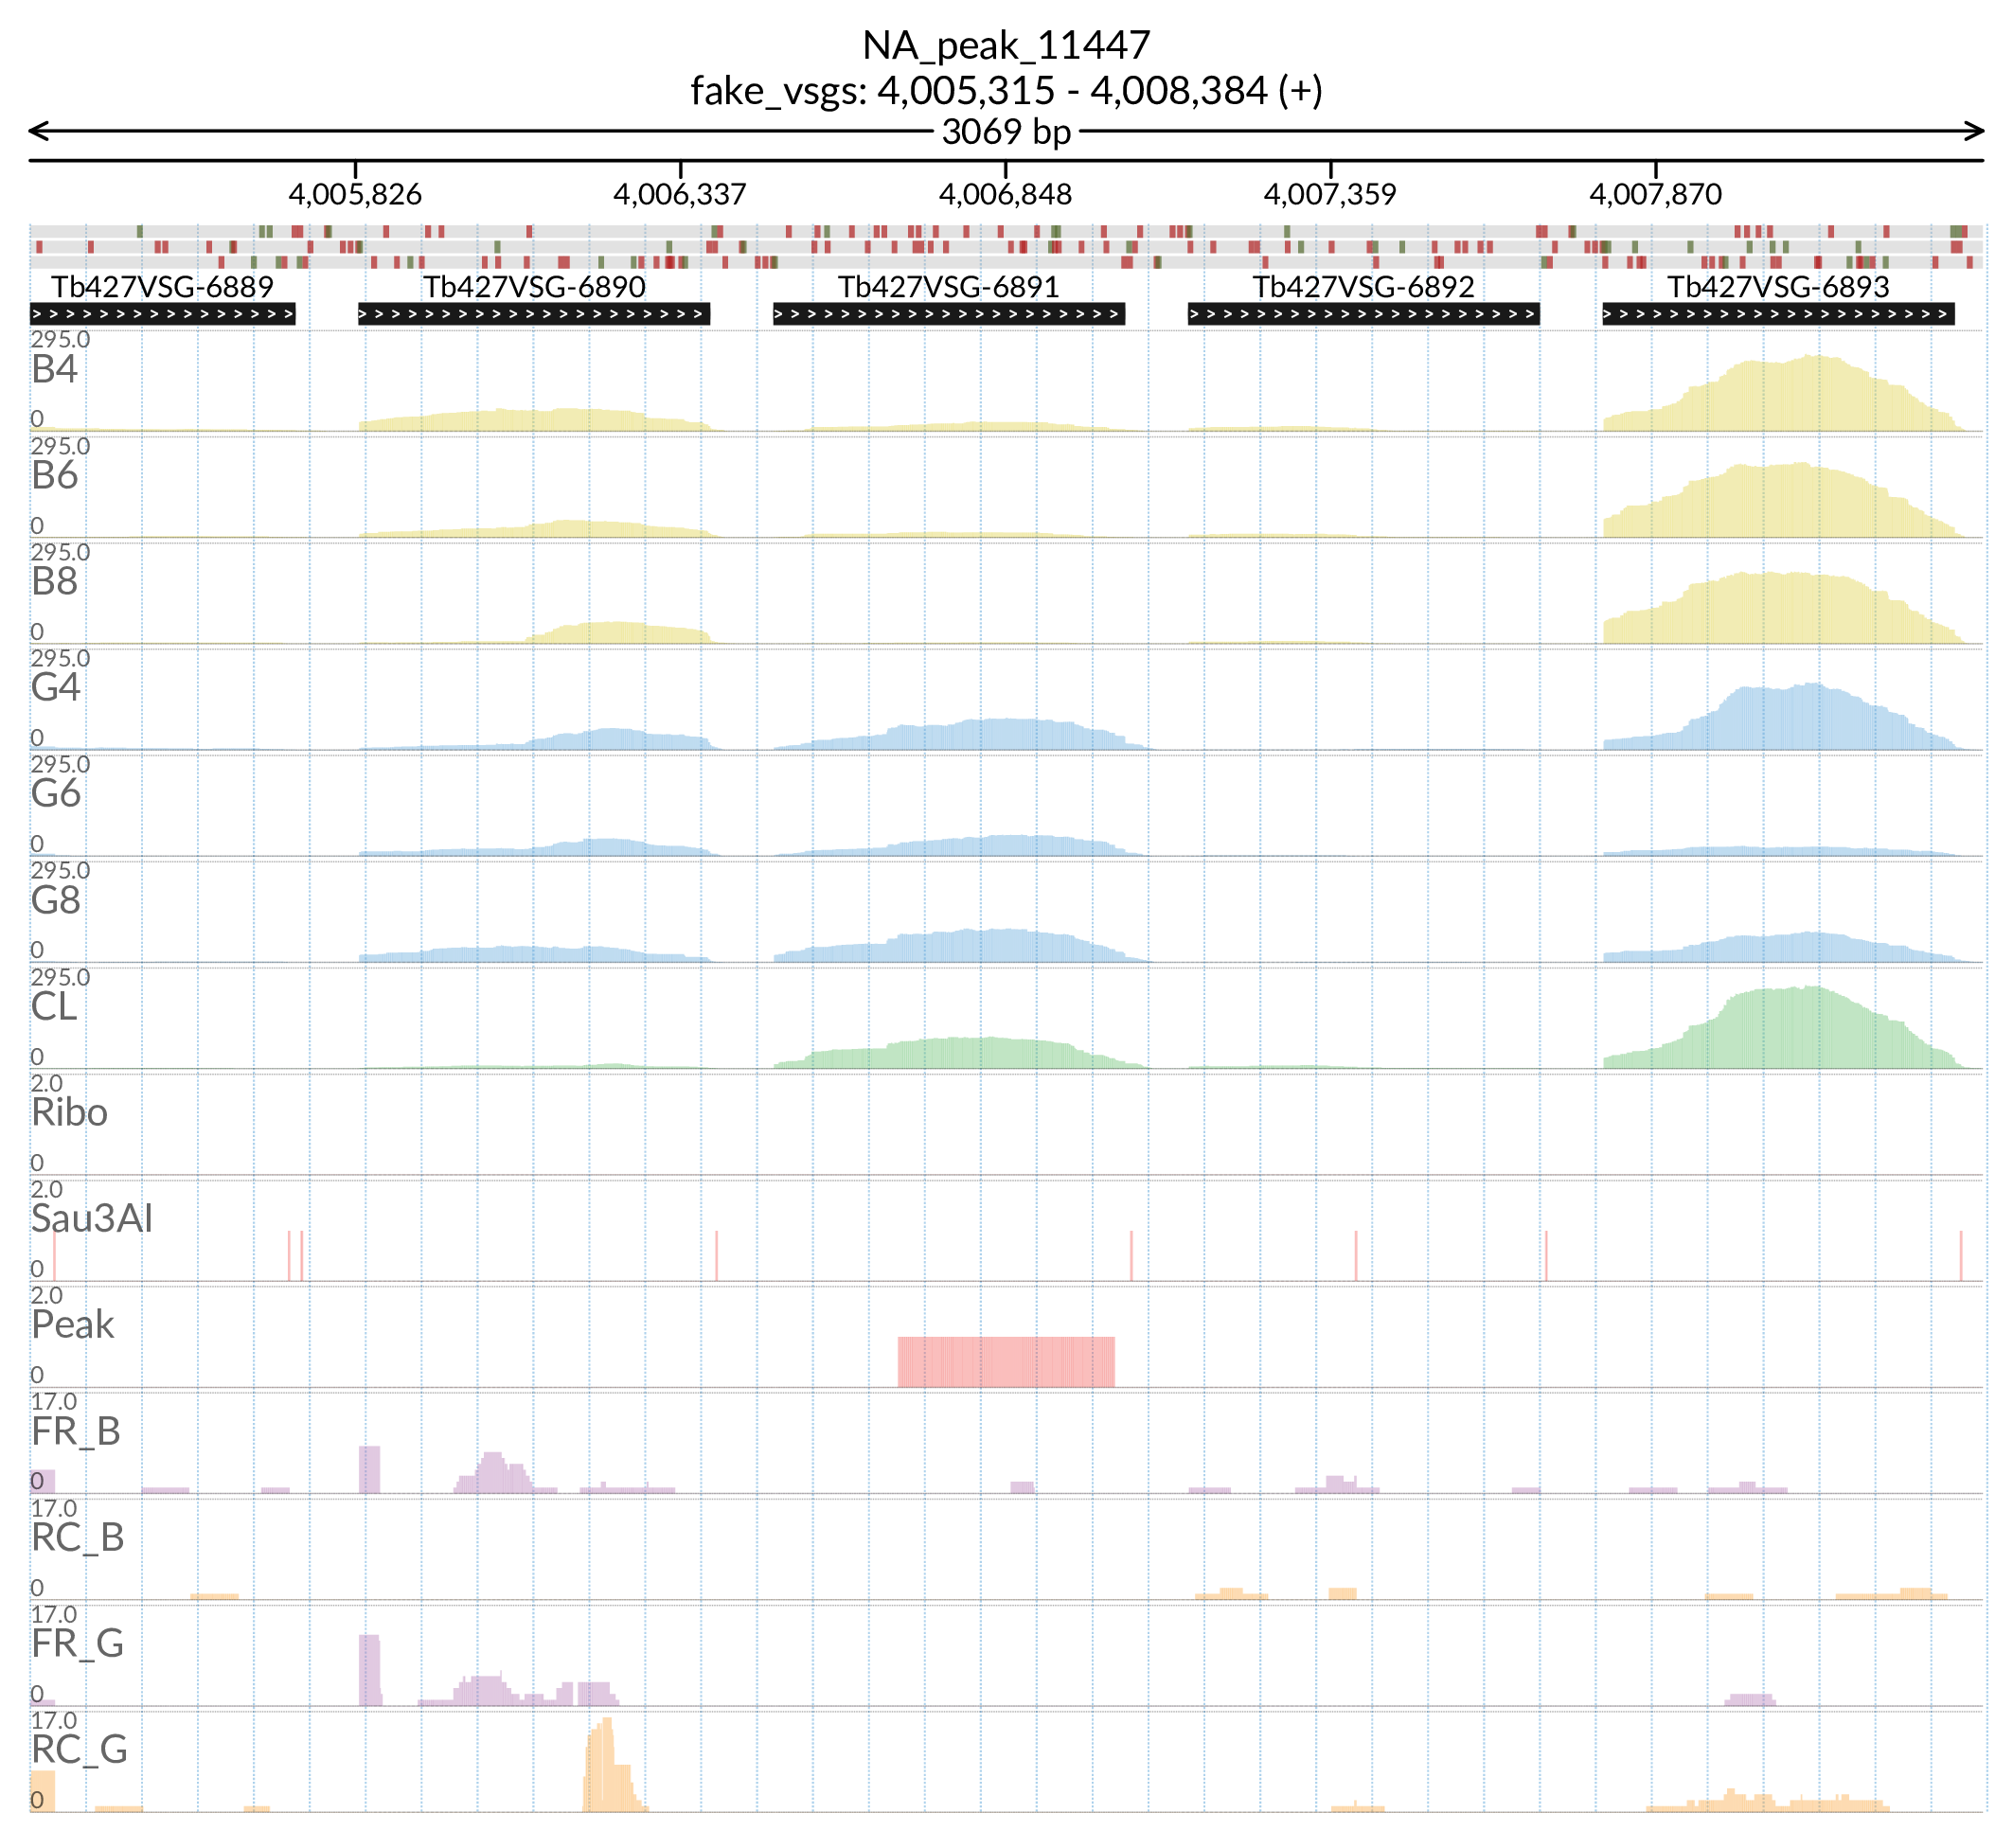 NA_peak_11447
fake_vsgs: 4,005,315 - 4,008,384 (+)
3069 bp
4,005,826 4,006,337 4,006,848 4,007,359 4,007,870
Tb427VSG-6889 Tb427VSG-6890 Tb427VSG-6891 Tb427VSG-6892 Tb427VSG-6893
295.0
B4
0
295.0
B6
0
295.0
B8
0
295.0
G4
0
295.0
G6
0
295.0
G8
0
295.0
CL
0
2.0
Ribo
0
2.0
Sau3AI
0
2.0
Peak
0
17.0
FR_B
0
17.0
RC_B
0
17.0
FR_G
0
17.0
RC_G
0